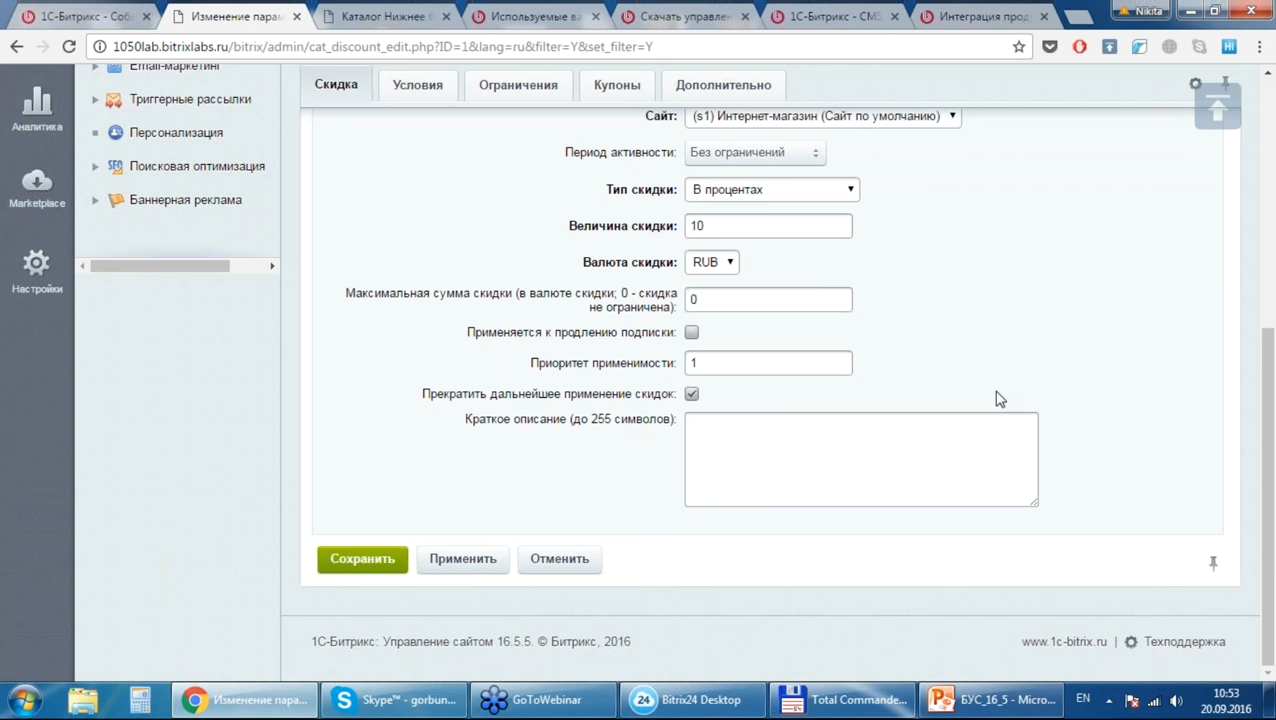 1С-Битрикс - Соб
Изменение парам
Каталог Нижнее б
Используемые ва
Скачать управлен
1С-Битрикс - CMS
Интеграция прод
Nikita
1050lab.bitrixlabs.ru/bitrix/admin/cat_discount_edit.php?ID=1&lang=ru&filter=Y&set_filter=Y
Аналитика
Marketplace
Настройки
Email-маркетинг
Триггерные рассылки
Персонализация
Поисковая оптимизация
Баннерная реклама
Скидка
Условия
Ограничения
Купоны
Дополнительно
Сайт: (s1) Интернет-магазин (Сайт по умолчанию)
Период активности: Без ограничений
Тип скидки: В процентах
Величина скидки: 10
Валюта скидки: RUB
Максимальная сумма скидки (в валюте скидки; 0 - скидка
не ограничена): 0
Применяется к продлению подписки:
Приоритет применимости: 1
Прекратить дальнейшее применение скидок:
Краткое описание (до 255 символов):
Сохранить
Применить
Отменить
1С-Битрикс: Управление сайтом 16.5.5. © Битрикс, 2016
www.1c-bitrix.ru | Техподдержка
Изменение пара...
Skype™ - gorbun...
GoToWebinar
24 Bitrix24 Desktop
Total Commande...
БУС_16_5 - Micro...
EN
10:53
20.09.2016